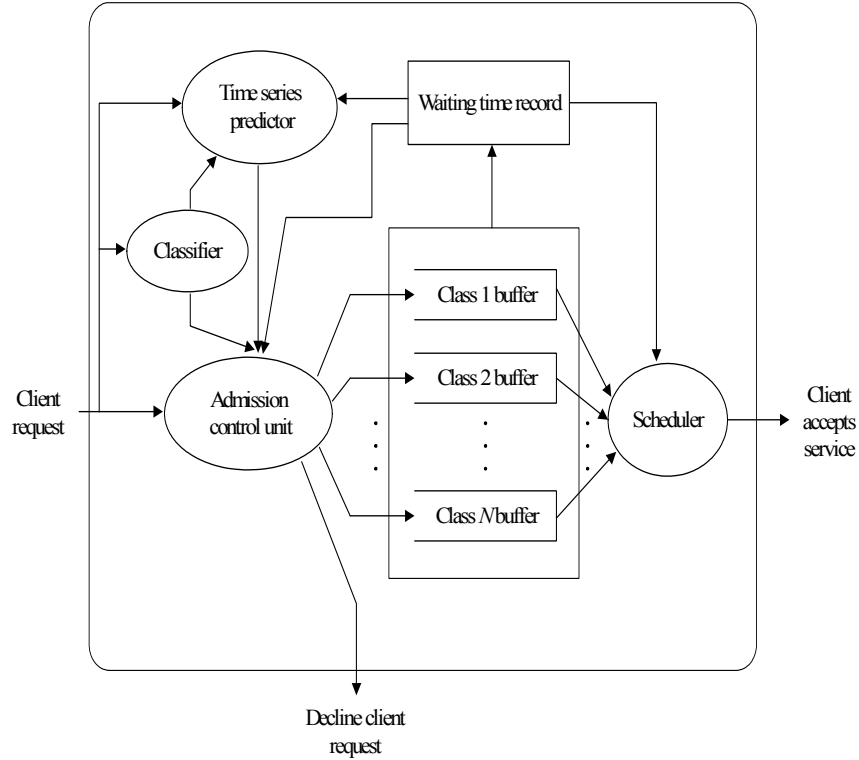 Time series
predictor
Waiting time record
Classifier
Class 1 buffer
Class 2 buffer
Class N buffer
Client
request
Admission
control unit
Scheduler
Client
accepts
service
Decline client
request